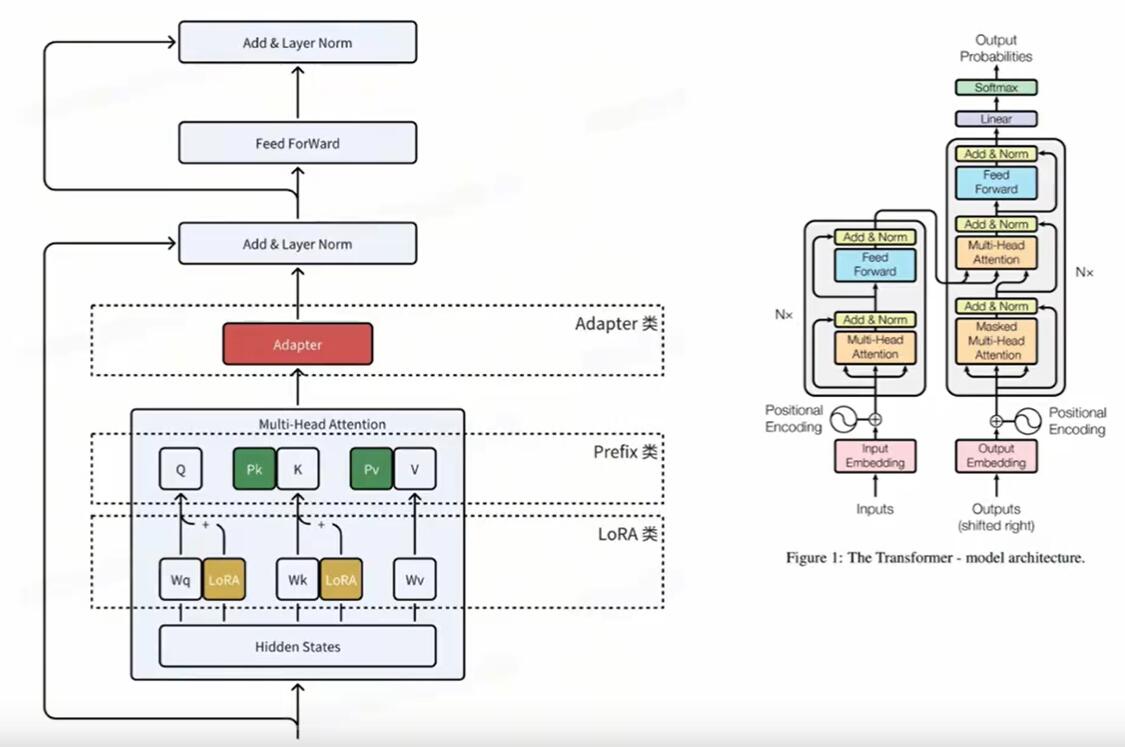 Add & Layer Norm
Feed ForWard
Add & Layer Norm
Adapter 类
Adapter
Multi-Head Attention
Prefix 类
Q
Pk
K
Pv
V
LoRA 类
+
+
Wq
LoRA
Wk
LoRA
Wv
Hidden States
Output
Probabilities
Softmax
Linear
Add & Norm
Feed
Forward
Add & Norm
Multi-Head
Attention
Nx
Add & Norm
Masked
Multi-Head
Attention
Add & Norm
Feed
Forward
Nx
Add & Norm
Multi-Head
Attention
Positional
Encoding
Positional
Encoding
Input
Embedding
Output
Embedding
Inputs
Outputs
(shifted right)
Figure 1: The Transformer - model architecture.